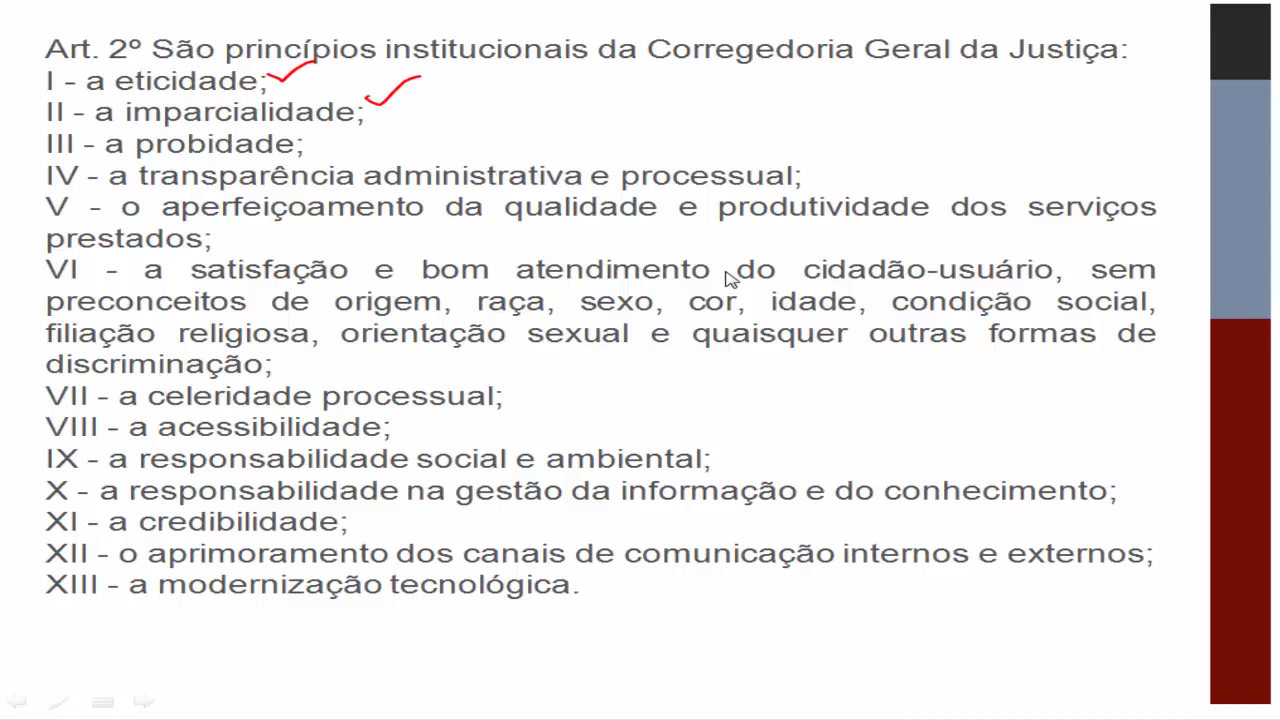 Art. 2º São princípios institucionais da Corregedoria Geral da Justiça:
I - a eticidade;
II - a imparcialidade;
III - a probidade;
IV - a transparência administrativa e processual;
V - o aperfeiçoamento da qualidade e produtividade dos serviços
prestados;
VI - a satisfação e bom atendimento do cidadão-usuário, sem
preconceitos de origem, raça, sexo, cor, idade, condição social,
filiação religiosa, orientação sexual e quaisquer outras formas de
discriminação;
VII - a celeridade processual;
VIII - a acessibilidade;
IX - a responsabilidade social e ambiental;
X - a responsabilidade na gestão da informação e do conhecimento;
XI - a credibilidade;
XII - o aprimoramento dos canais de comunicação internos e externos;
XIII - a modernização tecnológica.